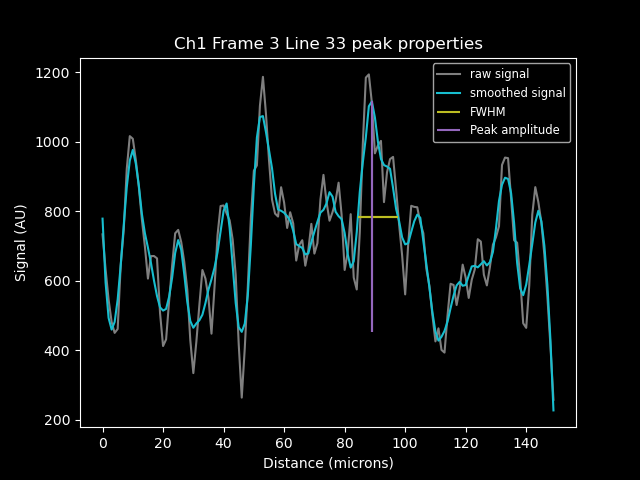 Ch1 Frame 3 Line 33 peak properties
raw signal
smoothed signal
FWHM
Peak amplitude
Signal (AU)
1200
1000
800
600
400
200
0 20 40 60 80 100 120 140
Distance (microns)